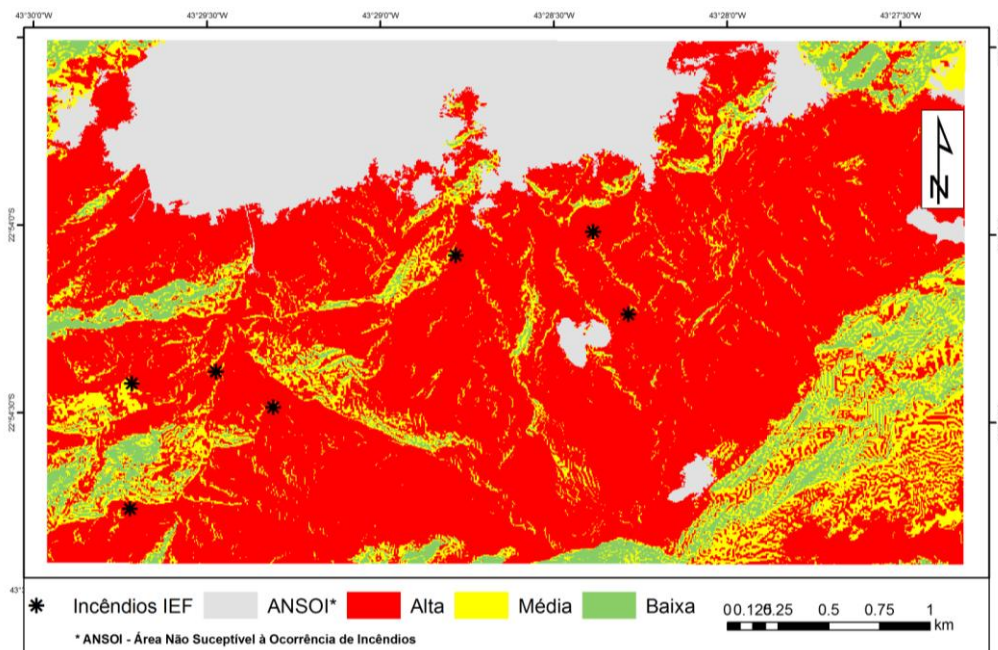 43°30'0"W 43°29'30"W 43°29'0"W 43°28'30"W 43°28'0"W 43°27'30"W
22°54'0"S
22°54'30"S
N
Incêndios IEF ANSOI* Alta Média Baixa
0 0.125 0.25 0.5 0.75 1
km
* ANSOI - Área Não Suceptível à Ocorrência de Incêndios